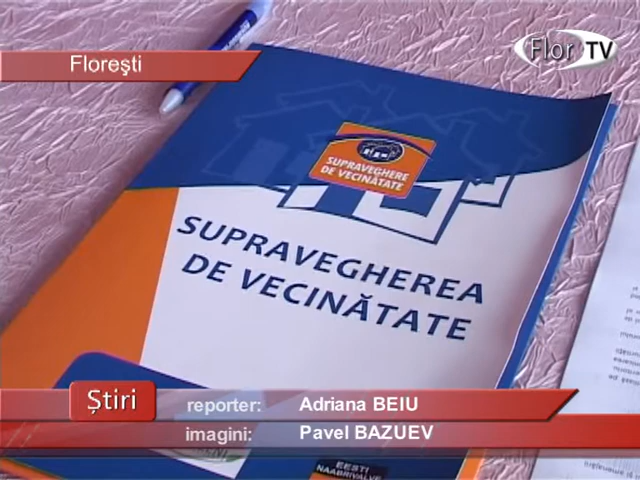 Floreşti
Flor TV
SUPRAVEGHERE
DE VECINĂTATE
SUPRAVEGHEREA
DE VECINĂTATE
Știri
reporter: Adriana BEIU
imagini: Pavel BAZUEV
EESTI
NAABRIVALVE